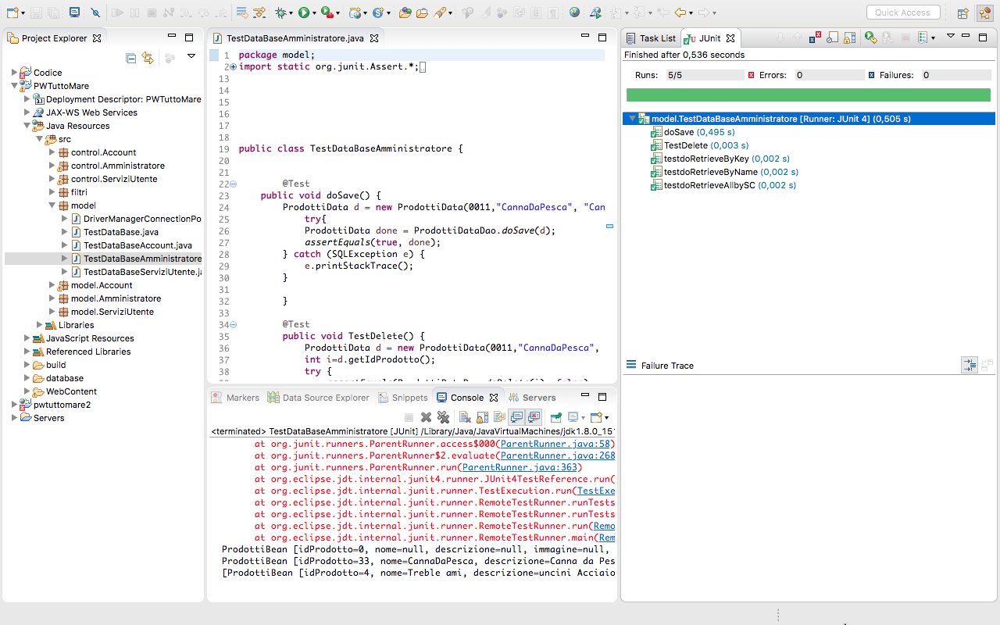 Quick Access
Project Explorer
Codice
PWTuttoMare
Deployment Descriptor: PWTuttoMare
JAX-WS Web Services
Java Resources
src
control.Account
control.Amministratore
control.ServiziUtente
filtri
model
DriverManagerConnectionPo
TestDataBase.java
TestDataBaseAccount.java
TestDataBaseAmministratore
TestDataBaseServiziUtente.ja
model.Account
model.Amministratore
model.ServiziUtente
Libraries
JavaScript Resources
Referenced Libraries
build
database
WebContent
pwtuttomare2
Servers
TestDataBaseAmministratore.java
1 package model;
2 import static org.junit.Assert.*;
13
14
15
16
17
18
19 public class TestDataBaseAmministratore {
20
21
22 @Test
23 public void doSave() {
24 ProdottiData d = new ProdottiData(0011,"CannaDaPesca", "Can
25 try{
26 ProdottiData done = ProdottiDataDao.doSave(d);
27 assertEquals(true, done);
28 } catch (SQLException e) {
29 e.printStackTrace();
30 }
31
32 }
33
34 @Test
35 public void TestDelete() {
36 ProdottiData d = new ProdottiData(0011,"CannaDaPesca",
37 int i=d.getIdProdotto();
38 try {
Markers
Data Source Explorer
Snippets
Console
Servers
<terminated> TestDataBaseAmministratore [JUnit] /Library/Java/JavaVirtualMachines/jdk1.8.0_151
at org.junit.runners.ParentRunner.access$000(ParentRunner.java:58)
at org.junit.runners.ParentRunner$2.evaluate(ParentRunner.java:268
at org.junit.runners.ParentRunner.run(ParentRunner.java:363)
at org.eclipse.jdt.internal.junit4.runner.JUnit4TestReference.run(
at org.eclipse.jdt.internal.junit.runner.TestExecution.run(TestExe
at org.eclipse.jdt.internal.junit.runner.RemoteTestRunner.runTests
at org.eclipse.jdt.internal.junit.runner.RemoteTestRunner.runTests
at org.eclipse.jdt.internal.junit.runner.RemoteTestRunner.run(Remo
at org.eclipse.jdt.internal.junit.runner.RemoteTestRunner.main(Rem
ProdottiBean [idProdotto=0, nome=null, descrizione=null, immagine=null,
ProdottiBean [idProdotto=33, nome=CannaDaPesca, descrizione=Canna da Pes
[ProdottiBean [idProdotto=4, nome=Treble ami, descrizione=uncini Acciaio
Task List
JUnit
Finished after 0,536 seconds
Runs: 5/5 Errors: 0 Failures: 0
model.TestDataBaseAmministratore [Runner: JUnit 4] (0,505 s)
doSave (0,495 s)
TestDelete (0,003 s)
testdoRetrieveByKey (0,002 s)
testdoRetrieveByName (0,002 s)
testdoRetrieveAllbySC (0,002 s)
Failure Trace